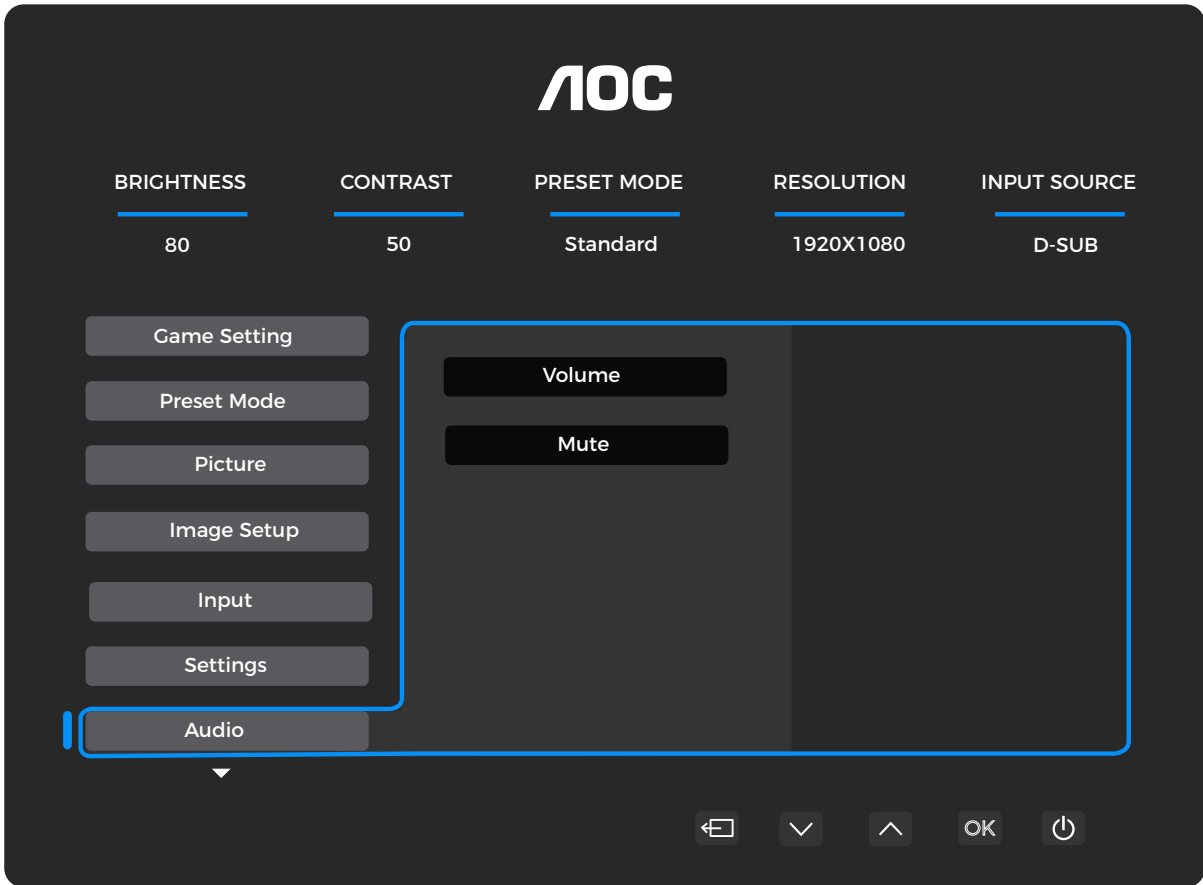 AOC
BRIGHTNESS CONTRAST PRESET MODE RESOLUTION INPUT SOURCE
80 50 Standard 1920X1080 D-SUB
Game Setting
Volume
Preset Mode
Mute
Picture
Image Setup
Input
Settings
Audio
OK